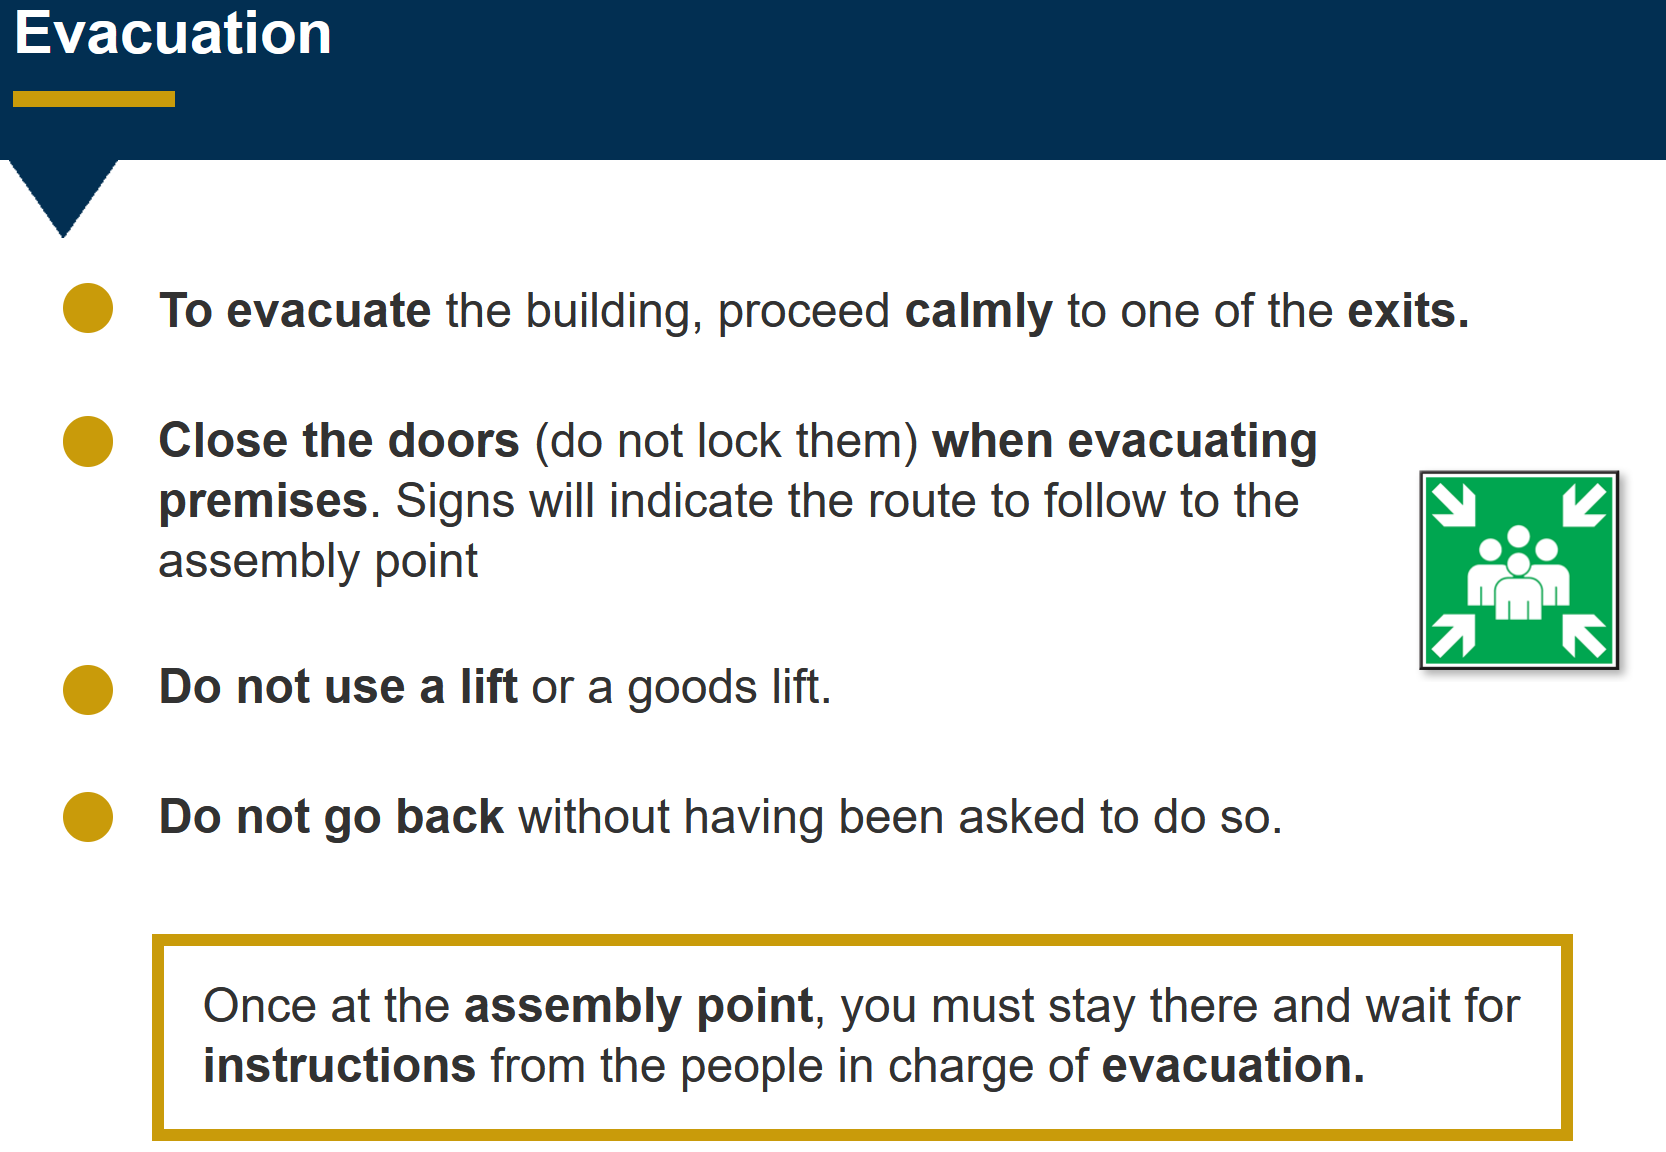 Evacuation
To evacuate the building, proceed calmly to one of the exits.
Close the doors (do not lock them) when evacuating
premises. Signs will indicate the route to follow to the
assembly point
Do not use a lift or a goods lift.
Do not go back without having been asked to do so.
Once at the assembly point, you must stay there and wait for
instructions from the people in charge of evacuation.